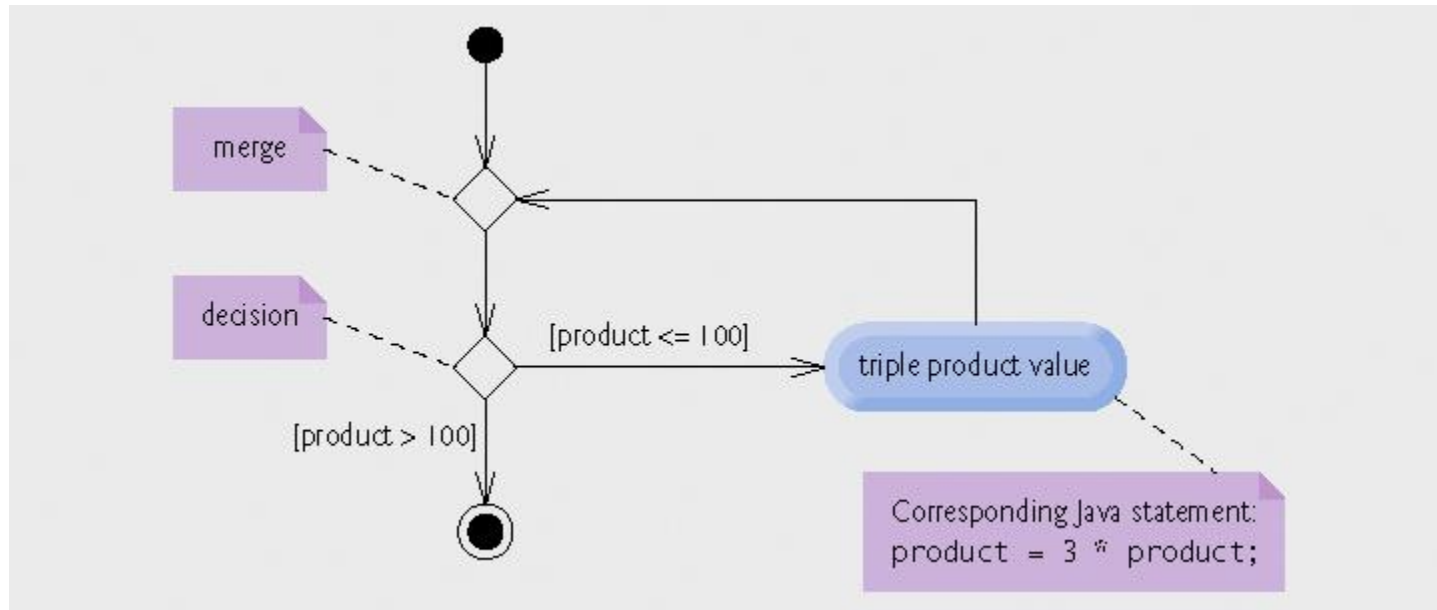 merge
decision
[product <= 100]
triple product value
[product > 100]
Corresponding Java statement:
product = 3 * product;